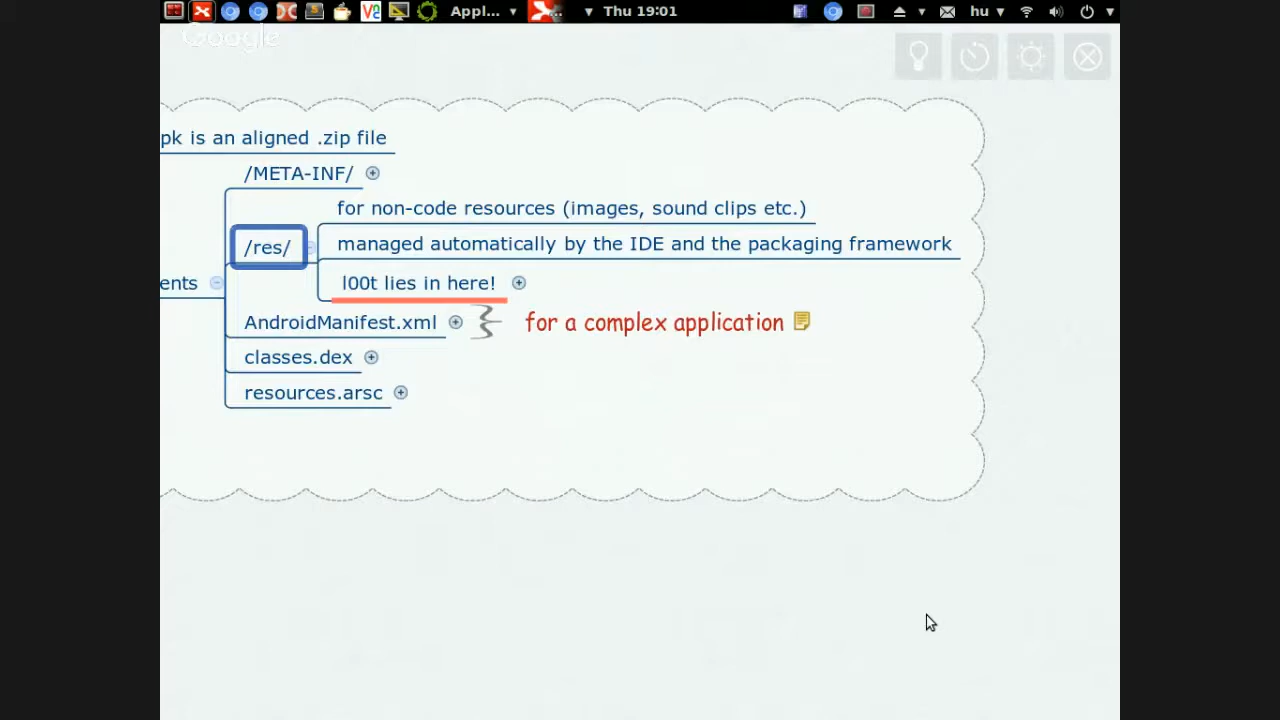 Appl... Thu 19:01 hu
Google
pk is an aligned .zip file
/META-INF/
for non-code resources (images, sound clips etc.)
/res/
managed automatically by the IDE and the packaging framework
ents
l00t lies in here!
AndroidManifest.xml
for a complex application
classes.dex
resources.arsc